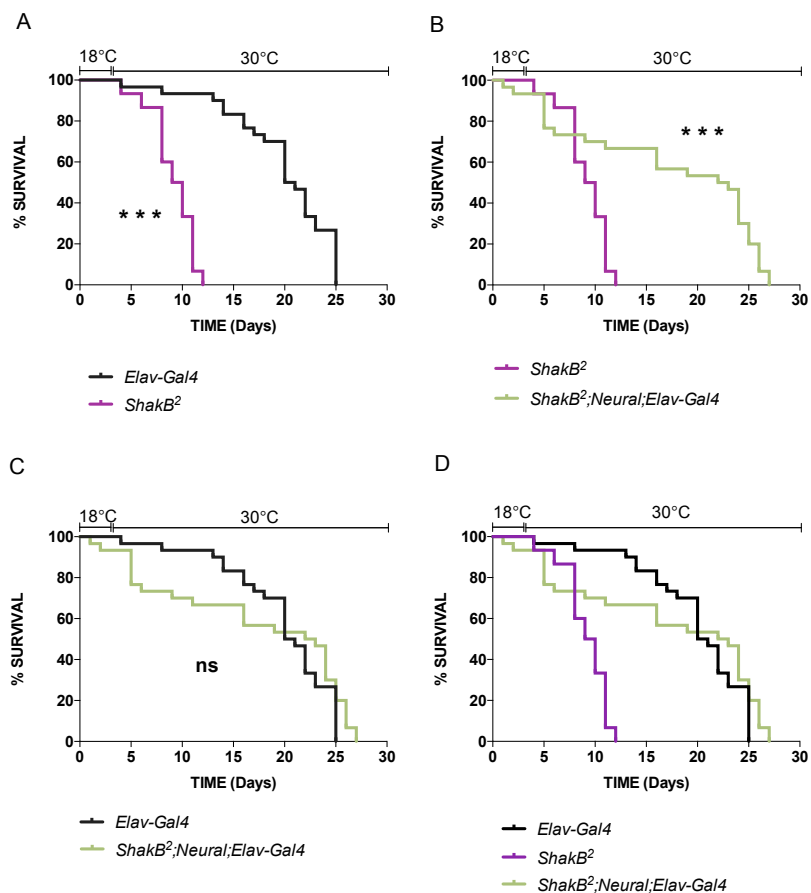 A
18°C
30°C
100
80
60
40
20
0
% SURVIVAL
* * *
0 5 10 15 20 25 30
TIME (Days)
Elav-Gal4
ShakB²
B
18°C
30°C
100
80
60
40
20
0
% SURVIVAL
* * *
0 5 10 15 20 25 30
TIME (Days)
ShakB²
ShakB²;Neural;Elav-Gal4
C
18°C
30°C
100
80
60
40
20
0
% SURVIVAL
ns
0 5 10 15 20 25 30
TIME (Days)
Elav-Gal4
ShakB²;Neural;Elav-Gal4
D
18°C
30°C
100
80
60
40
20
0
% SURVIVAL
0 5 10 15 20 25 30
TIME (Days)
Elav-Gal4
ShakB²
ShakB²;Neural;Elav-Gal4